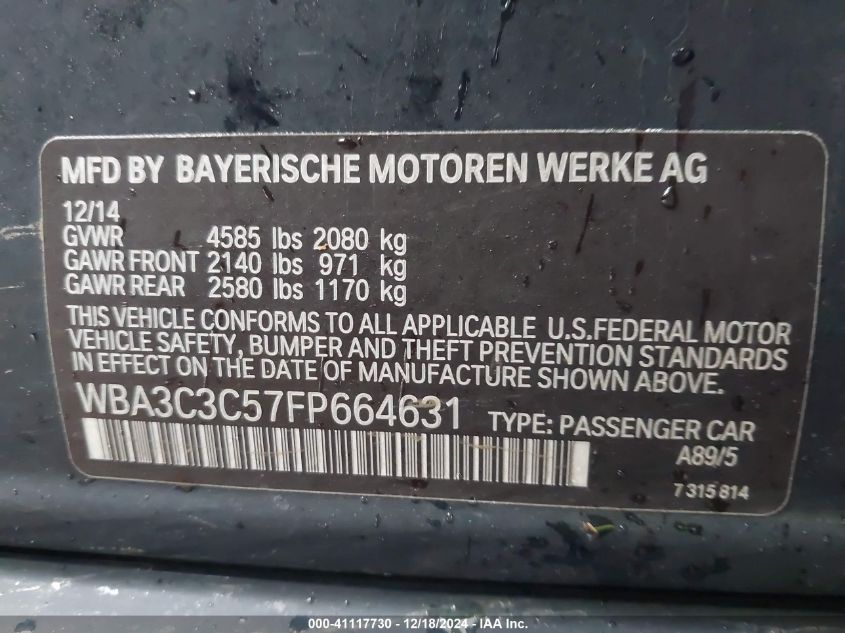 MFD BY BAYERISCHE MOTOREN WERKE AG
12/14
GVWR 4585 lbs 2080 kg
GAWR FRONT 2140 lbs 971 kg
GAWR REAR 2580 lbs 1170 kg
THIS VEHICLE CONFORMS TO ALL APPLICABLE U.S.FEDERAL MOTOR
VEHICLE SAFETY, BUMPER AND THEFT PREVENTION STANDARDS
IN EFFECT ON THE DATE OF MANUFACTURE SHOWN ABOVE.
WBA3C3C57FP664631 TYPE: PASSENGER CAR
A89/5
7 315 814
000-41117730 - 12/18/2024 - IAA Inc.